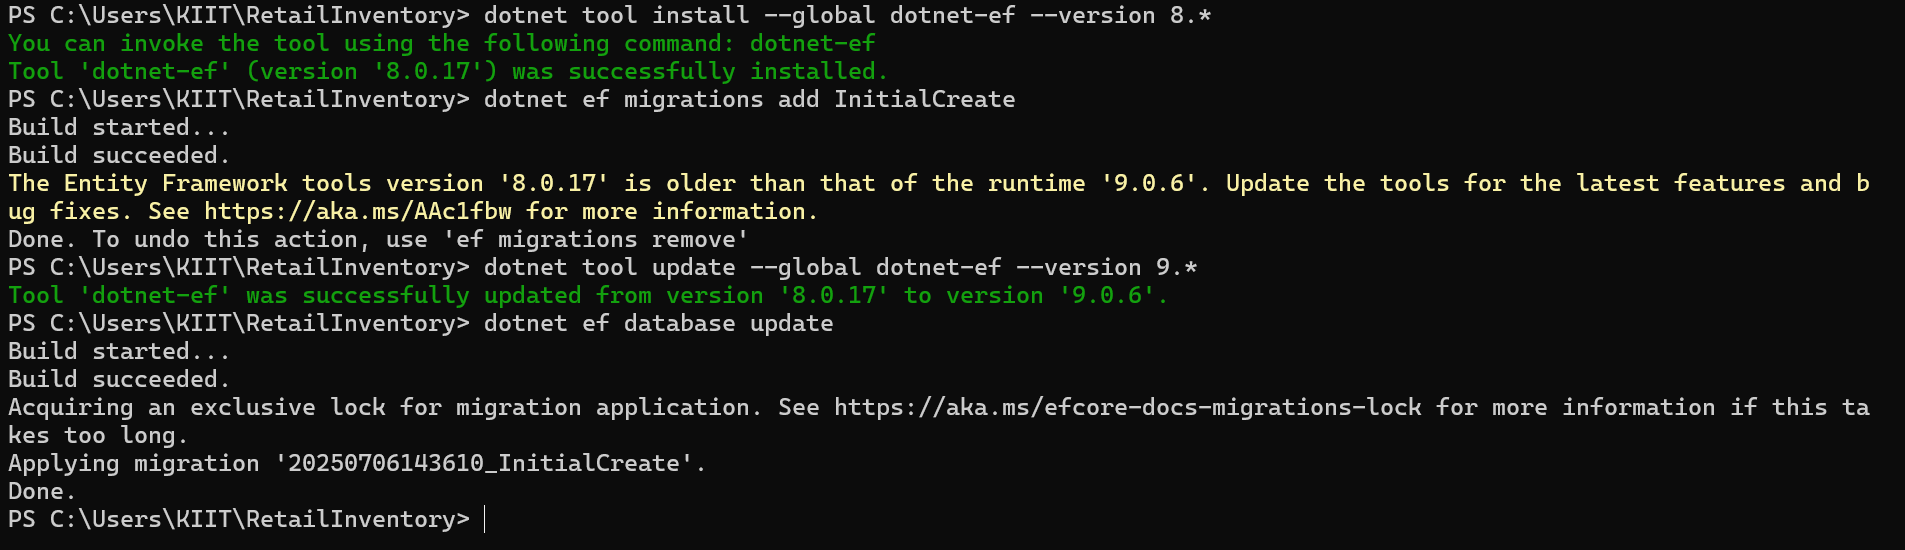 PS C:\Users\KIIT\RetailInventory> dotnet tool install --global dotnet-ef --version 8.*
You can invoke the tool using the following command: dotnet-ef
Tool 'dotnet-ef' (version '8.0.17') was successfully installed.
PS C:\Users\KIIT\RetailInventory> dotnet ef migrations add InitialCreate
Build started...
Build succeeded.
The Entity Framework tools version '8.0.17' is older than that of the runtime '9.0.6'. Update the tools for the latest features and b
ug fixes. See https://aka.ms/AAc1fbw for more information.
Done. To undo this action, use 'ef migrations remove'
PS C:\Users\KIIT\RetailInventory> dotnet tool update --global dotnet-ef --version 9.*
Tool 'dotnet-ef' was successfully updated from version '8.0.17' to version '9.0.6'.
PS C:\Users\KIIT\RetailInventory> dotnet ef database update
Build started...
Build succeeded.
Acquiring an exclusive lock for migration application. See https://aka.ms/efcore-docs-migrations-lock for more information if this ta
kes too long.
Applying migration '20250706143610_InitialCreate'.
Done.
PS C:\Users\KIIT\RetailInventory>